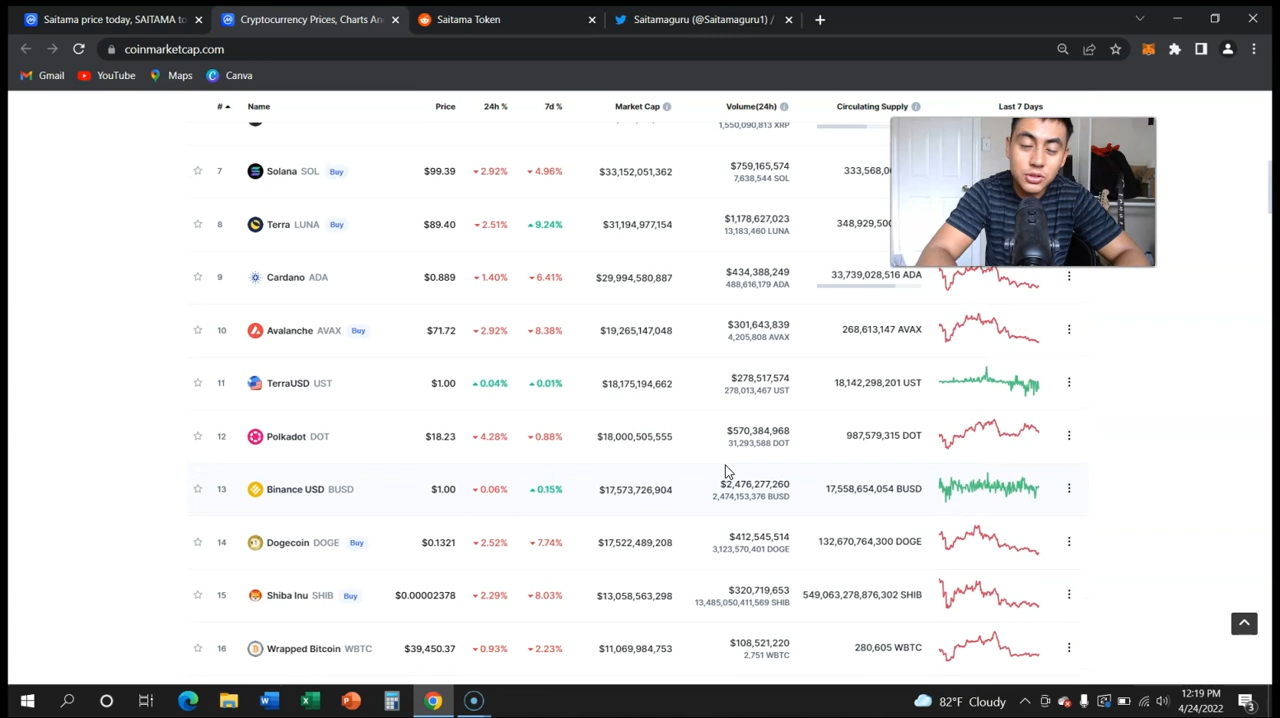 Saitama price today, SAITAMA to
Cryptocurrency Prices, Charts An
Saitama Token
Saitamaguru (@Saitamaguru1) /
coinmarketcap.com
Gmail YouTube Maps Canva
# Name Price 24h % 7d % Market Cap Volume(24h) Circulating Supply Last 7 Days
1,550,090,813 XRP
7 Solana SOL Buy $99.39 2.92% 4.96% $33,152,051,362 $759,165,574 333,568,0
7,638,544 SOL
8 Terra LUNA Buy $89.40 2.51% 9.24% $31,194,977,154 $1,178,627,023 348,929,50
13,183,460 LUNA
9 Cardano ADA $0.889 1.40% 6.41% $29,994,580,887 $434,388,249 33,739,028,516 ADA
488,616,179 ADA
10 Avalanche AVAX Buy $71.72 2.92% 8.38% $19,265,147,048 $301,643,839 268,613,147 AVAX
4,205,808 AVAX
11 TerraUSD UST $1.00 0.04% 0.01% $18,175,194,662 $278,517,574 18,142,298,201 UST
278,013,467 UST
12 Polkadot DOT $18.23 4.28% 0.88% $18,000,505,555 $570,384,968 987,579,315 DOT
31,293,588 DOT
13 Binance USD BUSD $1.00 0.06% 0.15% $17,573,726,904 $2,476,277,260 17,558,654,054 BUSD
2,474,153,376 BUSD
14 Dogecoin DOGE Buy $0.1321 2.52% 7.74% $17,522,489,208 $412,545,514 132,670,764,300 DOGE
3,123,570,401 DOGE
15 Shiba Inu SHIB Buy $0.00002378 2.29% 8.03% $13,058,563,298 $320,719,653 549,063,278,876,302 SHIB
13,485,050,411,569 SHIB
16 Wrapped Bitcoin WBTC $39,450.37 0.93% 2.23% $11,069,984,753 $108,521,220 280,605 WBTC
2,751 WBTC
82°F Cloudy
12:19 PM
4/24/2022
3